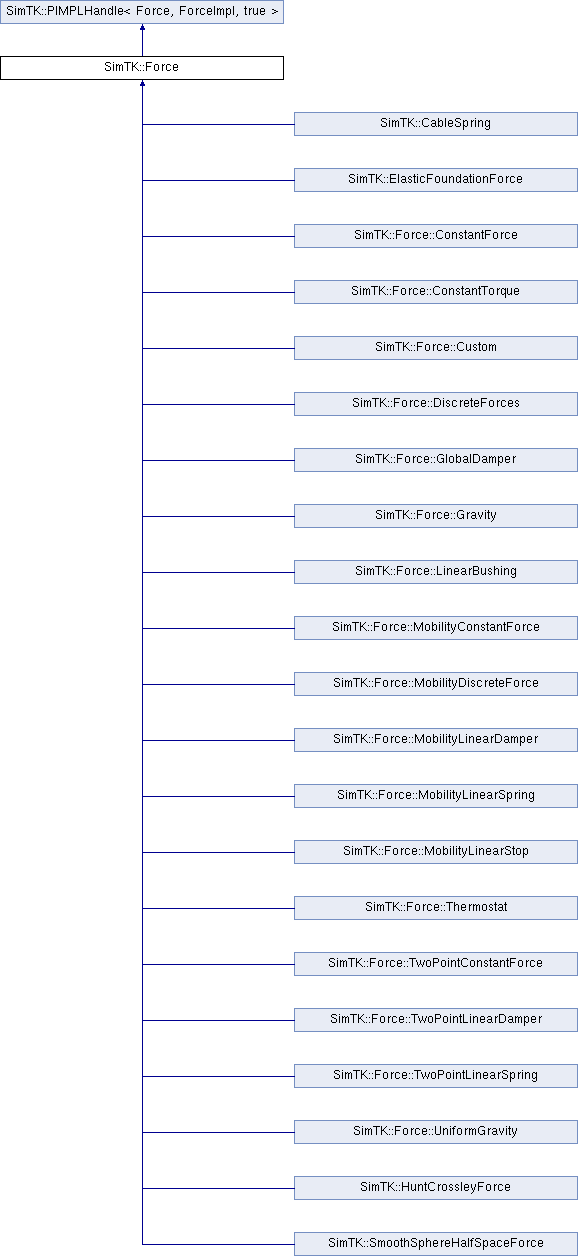 SimTK::PIMPLHandle< Force, ForceImpl, true >
SimTK::Force
SimTK::CableSpring
SimTK::ElasticFoundationForce
SimTK::Force::ConstantForce
SimTK::Force::ConstantTorque
SimTK::Force::Custom
SimTK::Force::DiscreteForces
SimTK::Force::GlobalDamper
SimTK::Force::Gravity
SimTK::Force::LinearBushing
SimTK::Force::MobilityConstantForce
SimTK::Force::MobilityDiscreteForce
SimTK::Force::MobilityLinearDamper
SimTK::Force::MobilityLinearSpring
SimTK::Force::MobilityLinearStop
SimTK::Force::Thermostat
SimTK::Force::TwoPointConstantForce
SimTK::Force::TwoPointLinearDamper
SimTK::Force::TwoPointLinearSpring
SimTK::Force::UniformGravity
SimTK::HuntCrossleyForce
SimTK::SmoothSphereHalfSpaceForce